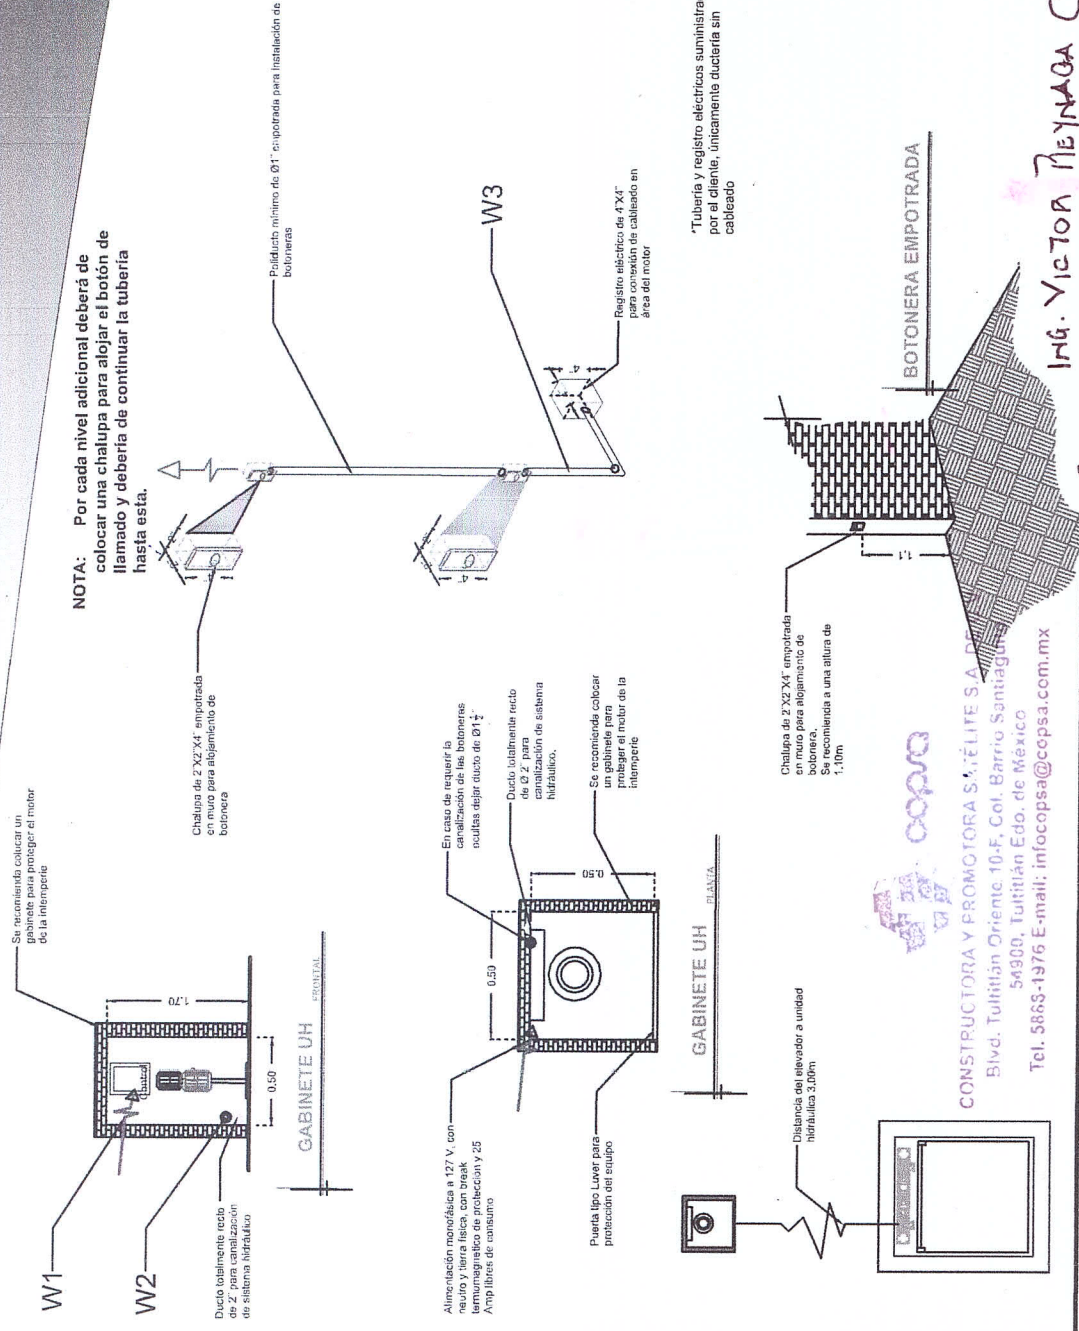 W1
W2
Se recomienda colocar un
gabinete para proteger el motor
de la intemperie
Control
1.70
0.50
Ducto totalmente recto
de 2" para canalización
de sistema hidráulico
GABINETE UH
FRONTAL
NOTA: Por cada nivel adicional deberá de
colocar una chalupa para alojar el botón de
llamado y debería de continuar la tubería
hasta esta.
Chalupa de 2"X2"X4" empotrada
en muro para alojamiento de
botonera
4"
Poliducto mínimo de Ø1" empotrada para instalación de
botoneras
4"
W3
4"
Registro eléctrico de 4"X4"
para conexión de cableado en
área del motor
*Tubería y registro eléctricos suministra
por el cliente, únicamente ductería sin
cableado
Alimentación monofásica a 127 V, con
neutro y tierra física, con break
termomagnetico de protección y 25
Amp libres de consumo
En caso de requerir la
canalización de las botoneras
ocultas dejar ducto de Ø1½"
Ducto totalmente recto
de Ø 2" para
canalización de sistema
hidráulico.
Se recomienda colocar
un gabinete para
proteger el motor de la
intemperie
0.50
0.50
Puerta tipo Luver para
protección del equipo
GABINETE UH
PLANTA
Distancia del elevador a unidad
hidráulica 3.00m
Chalupa de 2"X2"X4" empotrada
en muro para alojamiento de
botonera.
Se recomienda a una altura de
1.10m
1.1
BOTONERA EMPOTRADA
copsa
CONSTRUCTORA Y PROMOTORA SATÉLITE S.A. DE
Blvd. Tultitlán Oriente 10-F, Col. Barrio Santiaguito
54900, Tultitlán Edo. de México
Tel. 5868-1976 E-mail: infocopsa@copsa.com.mx
ING. VICTOR REYNAGA